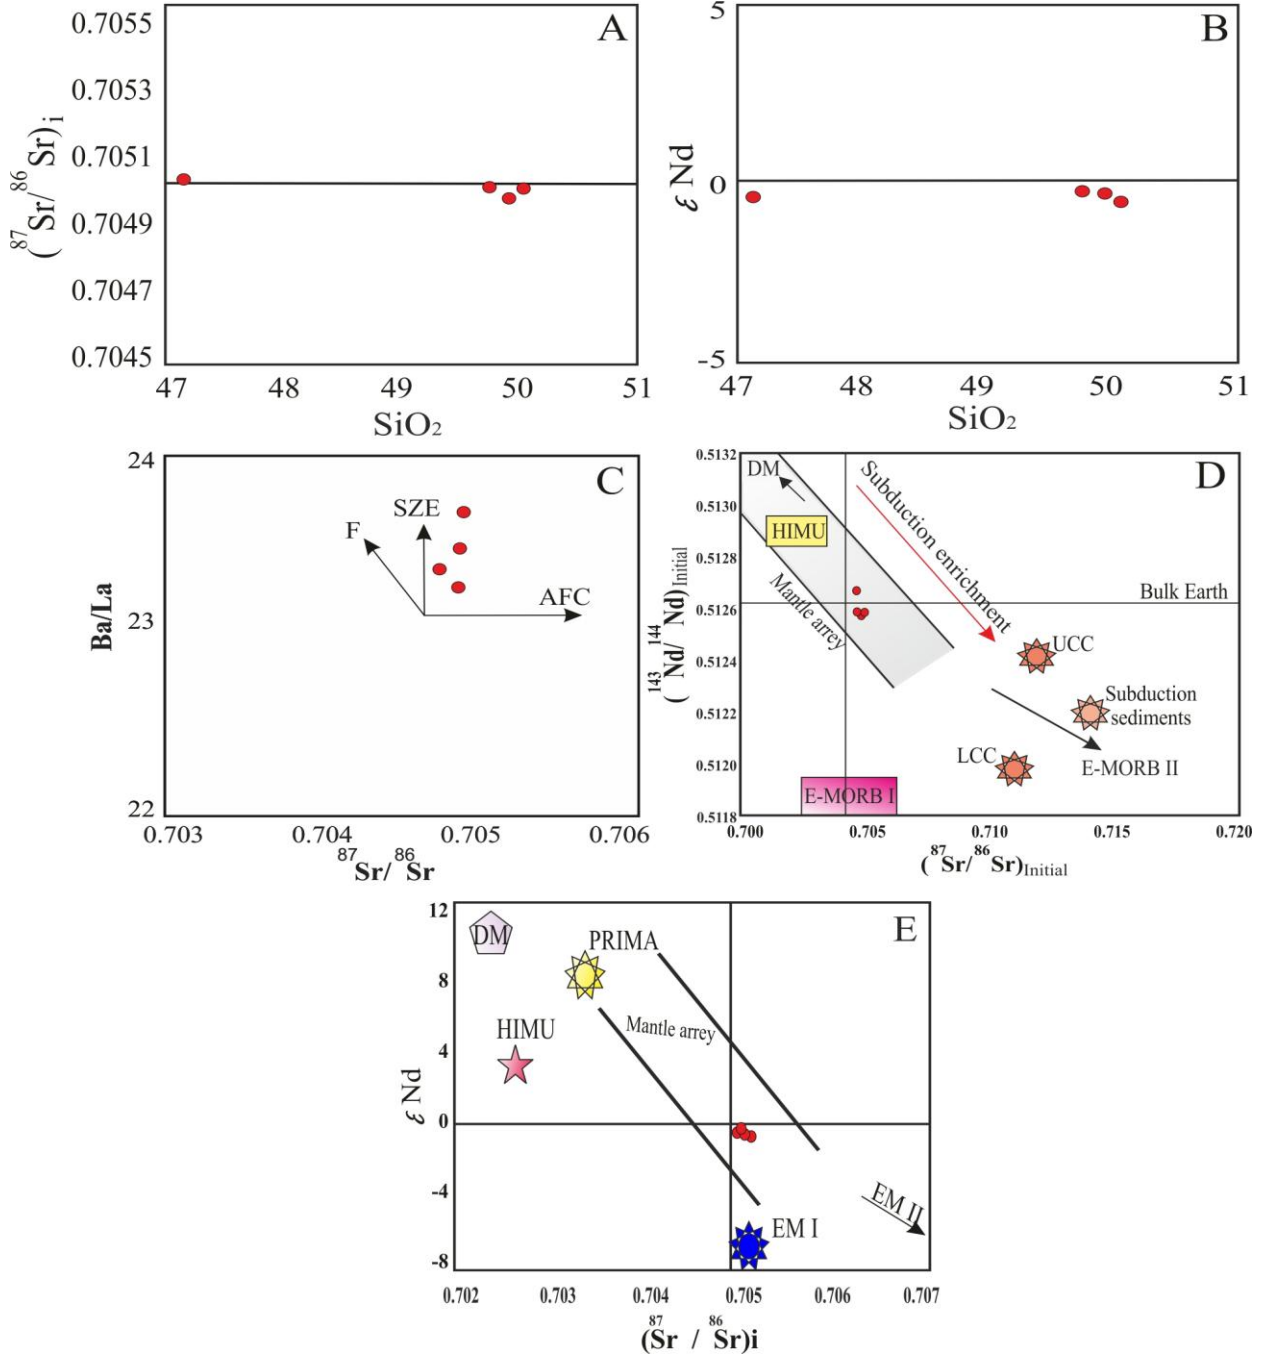 A
0.7055
0.7053
0.7051
0.7049
0.7047
0.7045
(87Sr/86Sr)i
47 48 49 50 51
SiO2
B
5
0
-5
ε Nd
47 48 49 50 51
SiO2
C
24
23
22
Ba/La
F
SZE
AFC
0.703 0.704 0.705 0.706
87Sr/86Sr
D
0.5132
0.5130
0.5128
0.5126
0.5124
0.5122
0.5120
0.5118
(143Nd/144Nd)Initial
DM
HIMU
Mantle arrey
Subduction enrichment
Bulk Earth
UCC
Subduction
sediments
LCC
E-MORB II
E-MORB I
0.700 0.705 0.710 0.715 0.720
(87Sr/86Sr)Initial
E
12
8
4
0
-4
-8
ε Nd
DM
PRIMA
HIMU
Mantle arrey
EM I
EM II
0.702 0.703 0.704 0.705 0.706 0.707
(87Sr / 86Sr)i